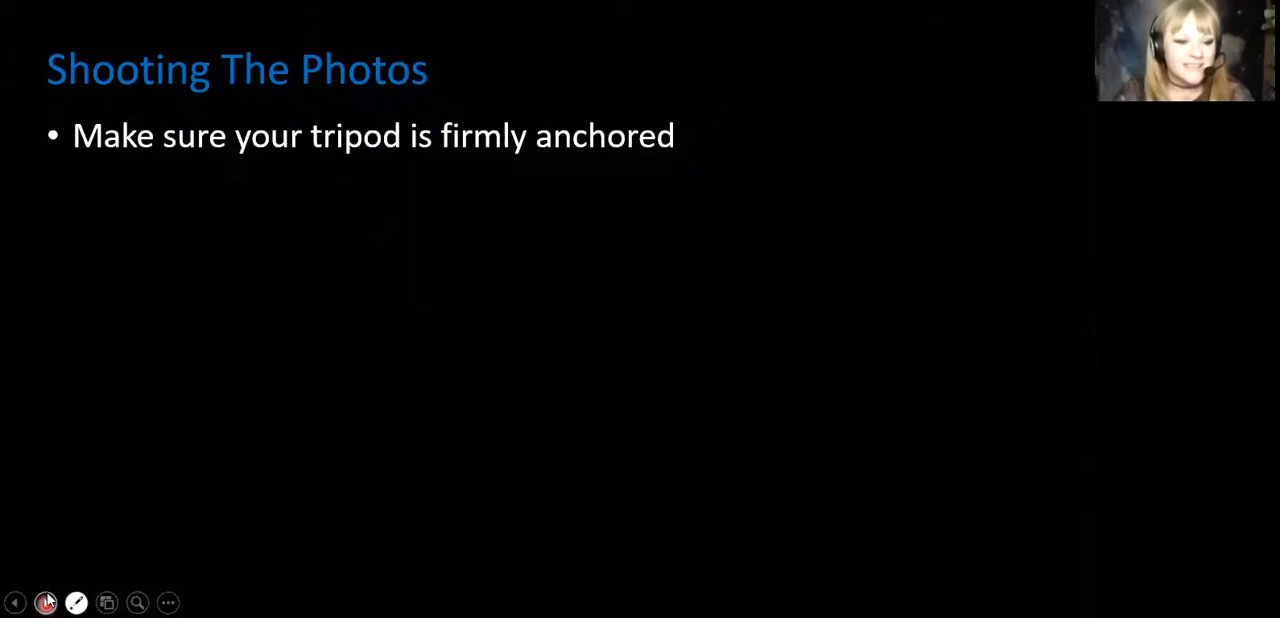 Shooting The Photos
• Make sure your tripod is firmly anchored